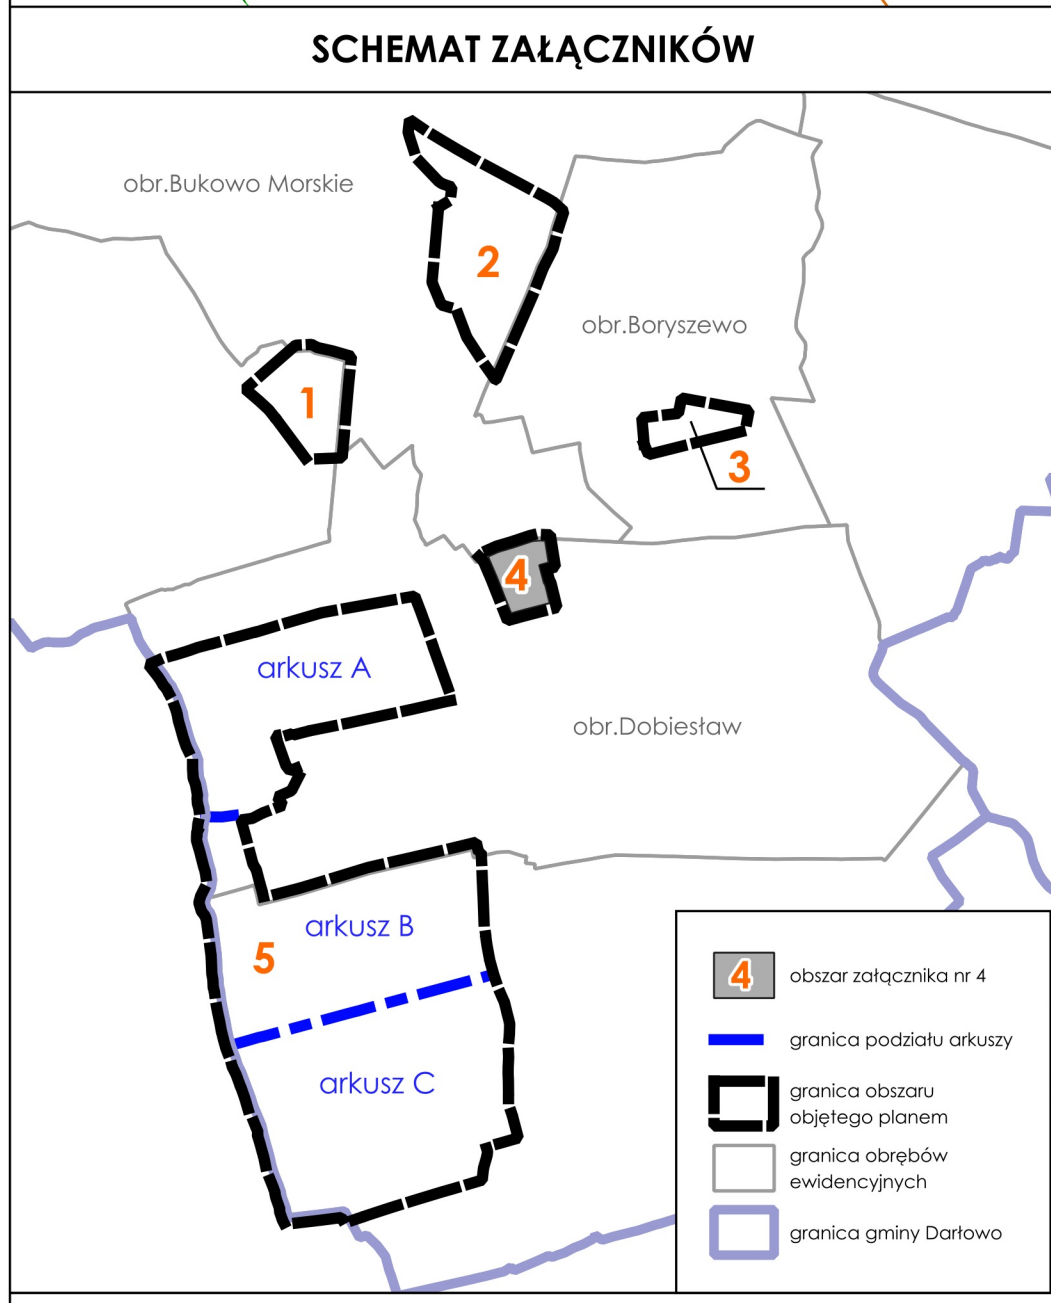 SCHEMAT ZAŁĄCZNIKÓW
obr.Bukowo Morskie
2
obr.Boryszewo
1
3
4
arkusz A
obr.Dobiesław
arkusz B
5
arkusz C
4 obszar załącznika nr 4
granica podziału arkuszy
granica obszaru
objętego planem
granica obrębów
ewidencyjnych
granica gminy Darłowo